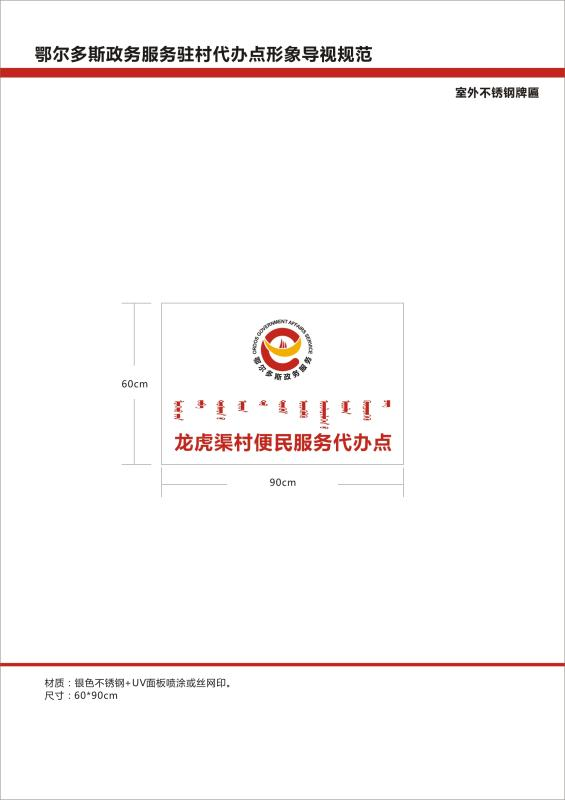 鄂尔多斯政务服务驻村代办点形象导视规范
室外不锈钢牌匾
60cm
ORDOS GOVERNMENT AFFAIRS SERVICE
鄂尔多斯政务服务
龙虎渠村便民服务代办点
90cm
材质：银色不锈钢+UV面板喷涂或丝网印。
尺寸：60*90cm